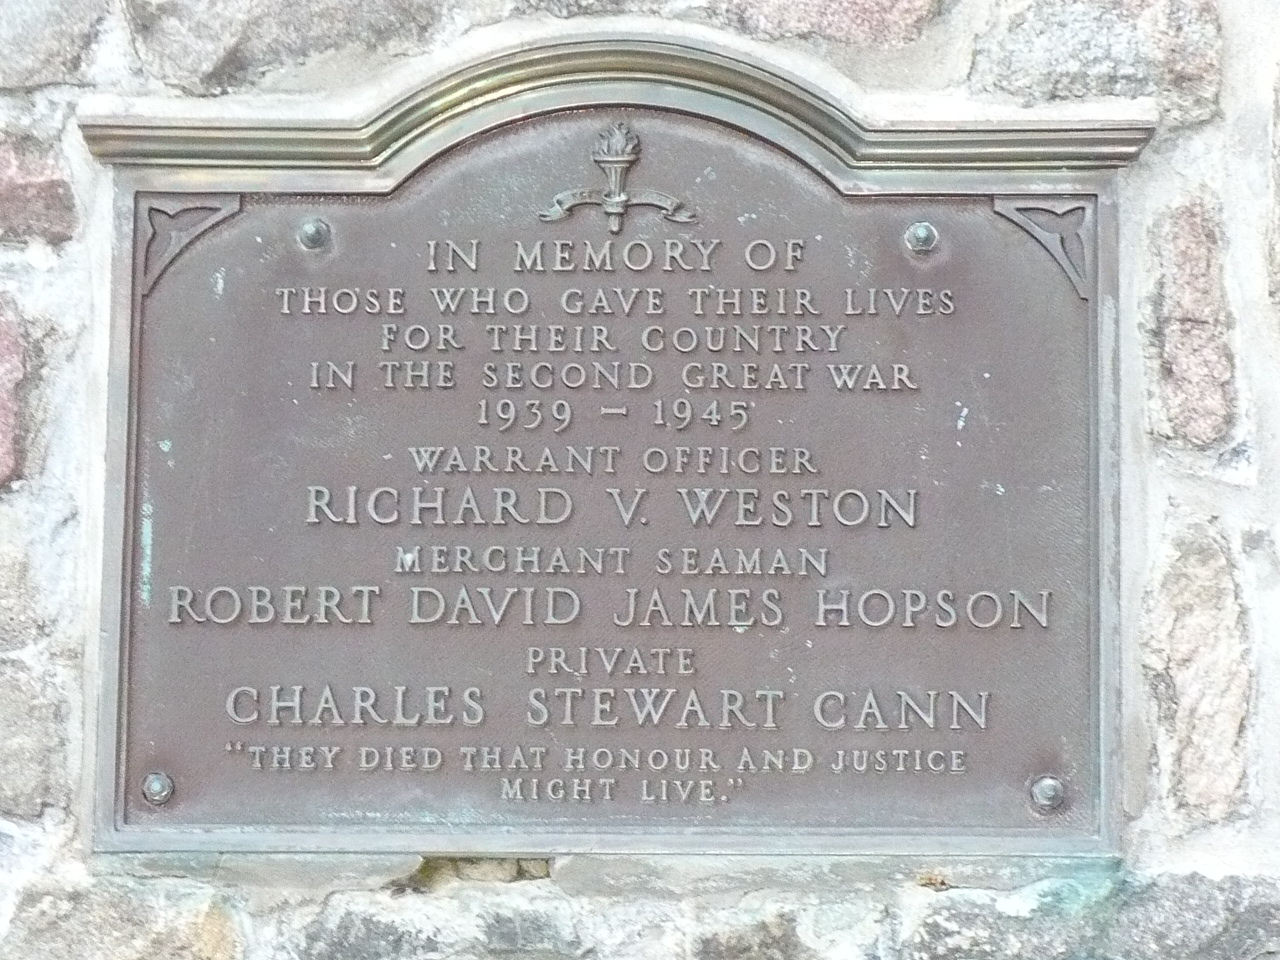 IN MEMORY OF
THOSE WHO GAVE THEIR LIVES
FOR THEIR COUNTRY
IN THE SECOND GREAT WAR
1939 – 1945
WARRANT OFFICER
RICHARD V. WESTON
MERCHANT SEAMAN
ROBERT DAVID JAMES HOPSON
PRIVATE
CHARLES STEWART CANN
"THEY DIED THAT HONOUR AND JUSTICE
MIGHT LIVE."